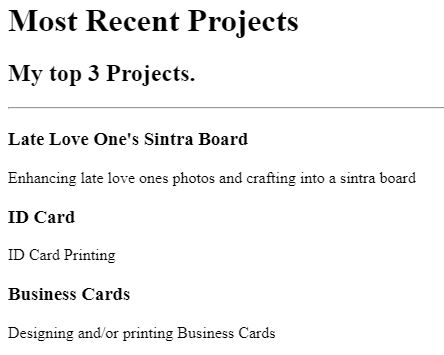 Most Recent Projects
My top 3 Projects.
Late Love One's Sintra Board
Enhancing late love ones photos and crafting into a sintra board
ID Card
ID Card Printing
Business Cards
Designing and/or printing Business Cards